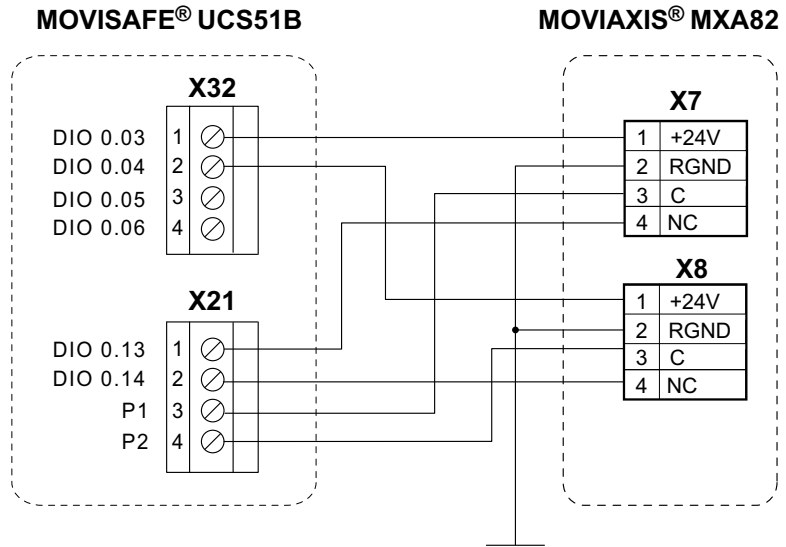 MOVISAFE® UCS51B
MOVIAXIS® MXA82
X32
DIO 0.03 1
DIO 0.04 2
DIO 0.05 3
DIO 0.06 4
X21
DIO 0.13 1
DIO 0.14 2
P1 3
P2 4
X7
1 +24V
2 RGND
3 C
4 NC
X8
1 +24V
2 RGND
3 C
4 NC